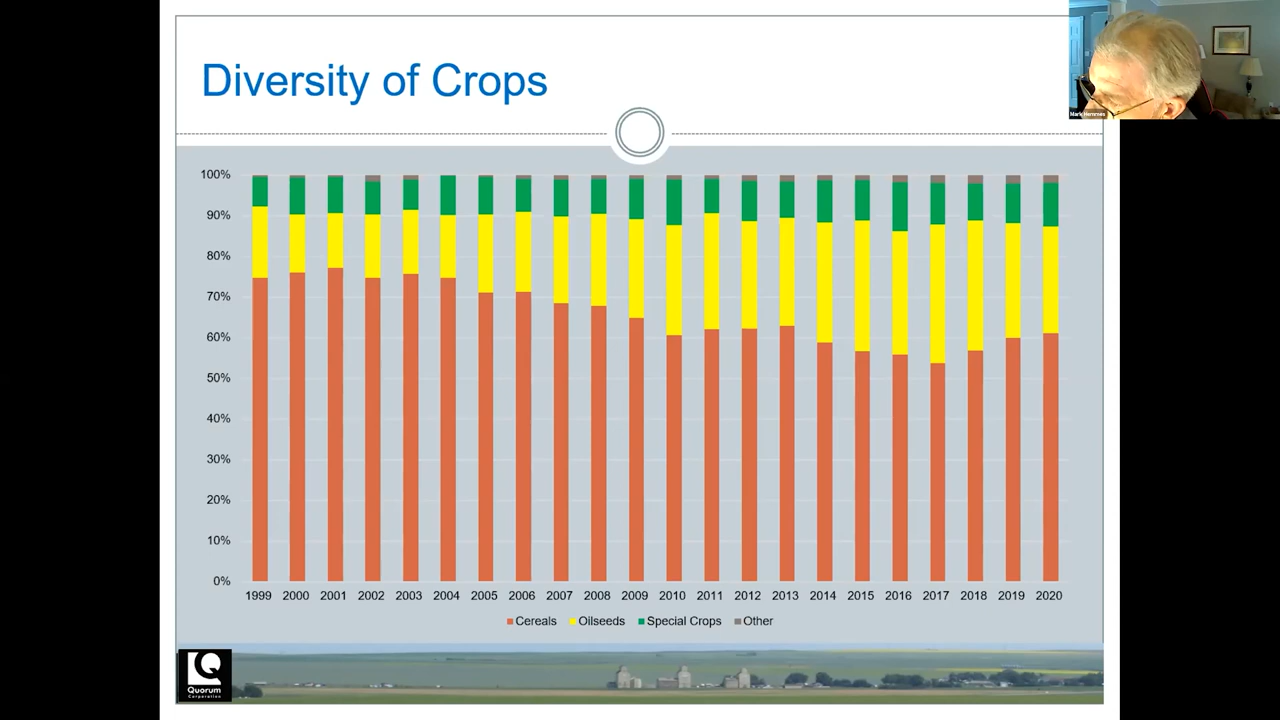 Diversity of Crops
Mark Hemmes
100%
90%
80%
70%
60%
50%
40%
30%
20%
10%
0%
1999 2000 2001 2002 2003 2004 2005 2006 2007 2008 2009 2010 2011 2012 2013 2014 2015 2016 2017 2018 2019 2020
Cereals Oilseeds Special Crops Other
Quorum
Corporation